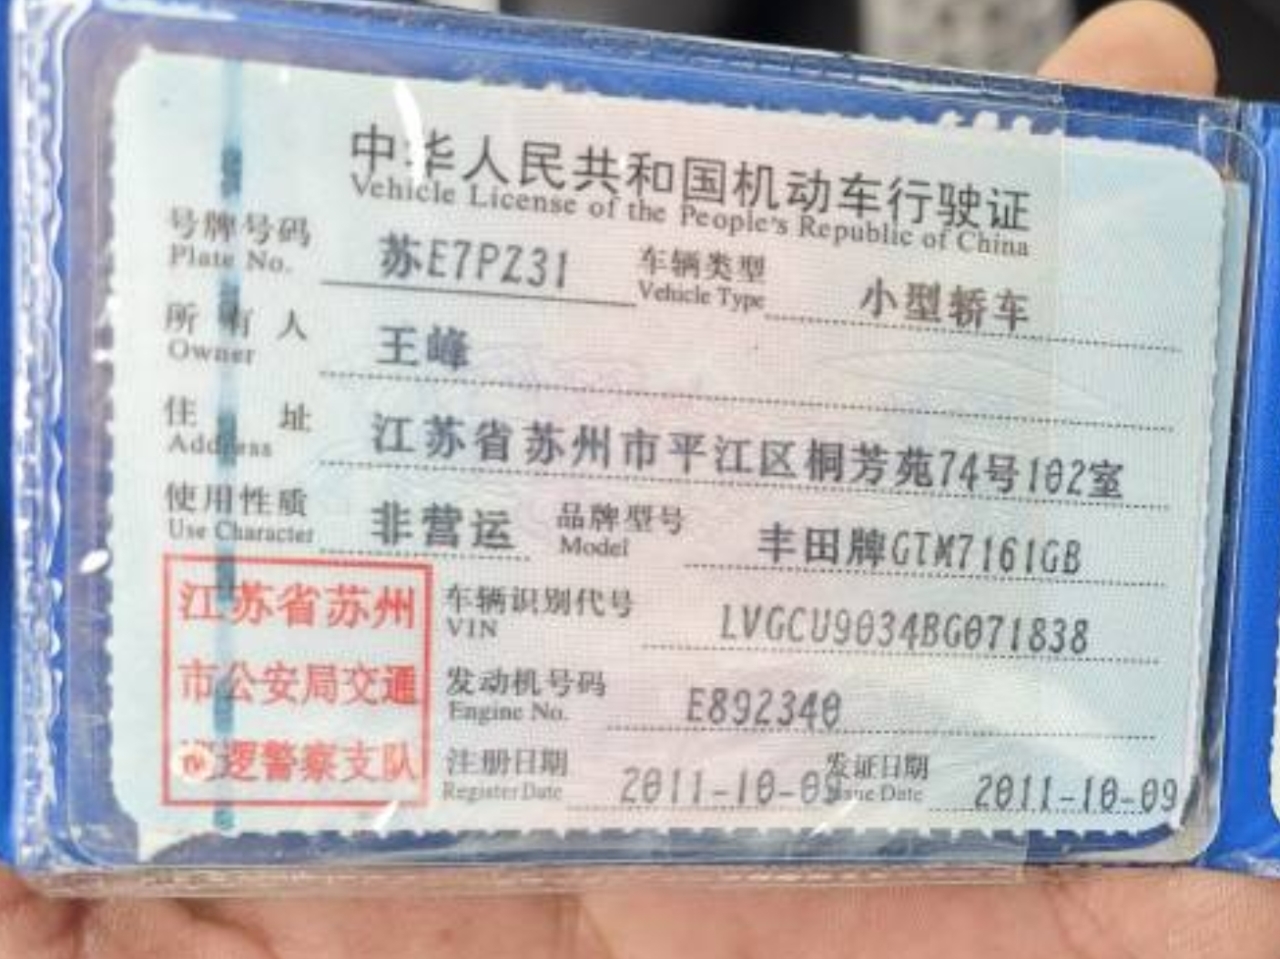 中华人民共和国机动车行驶证
Vehicle License of the People's Republic of China
号牌号码 苏E7PZ31 车辆类型 小型轿车
Plate No. Vehicle Type
所有人 王峰
Owner
住址 江苏省苏州市平江区桐芳苑74号102室
Address
使用性质 非营运 品牌型号 丰田牌GTM7161GB
Use Character Model
江苏省苏州
市公安局交通
巡逻警察支队
车辆识别代号 LVGCU9034BG071838
VIN
发动机号码 E892340
Engine No.
注册日期 2011-10-09 发证日期 2011-10-09
Register Date Issue Date